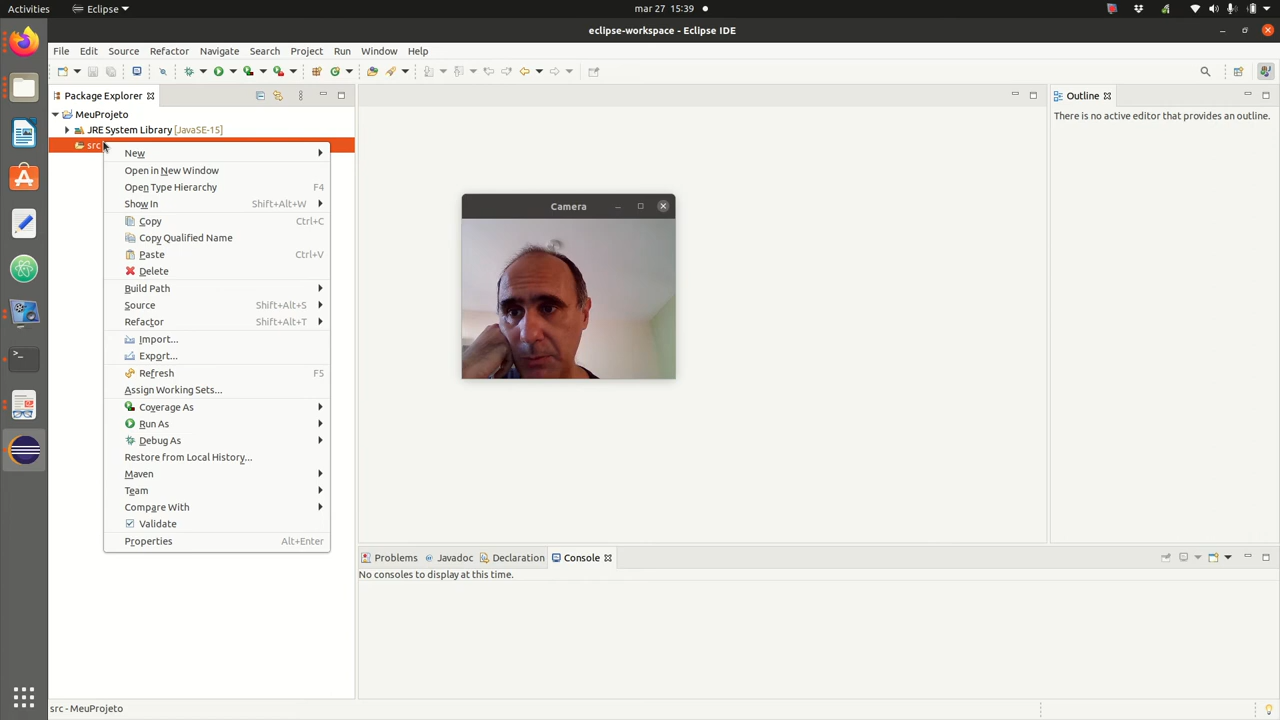 Activities
Eclipse
mar 27 15:39
eclipse-workspace - Eclipse IDE
File Edit Source Refactor Navigate Search Project Run Window Help
Package Explorer
Outline
MeuProjeto
There is no active editor that provides an outline.
JRE System Library [JavaSE-15]
src
New
Open in New Window
Open Type Hierarchy F4
Show In Shift+Alt+W
Copy Ctrl+C
Copy Qualified Name
Paste Ctrl+V
Delete
Build Path
Source Shift+Alt+S
Refactor Shift+Alt+T
Import...
Export...
Refresh F5
Assign Working Sets...
Coverage As
Run As
Debug As
Restore from Local History...
Maven
Team
Compare With
Validate
Properties Alt+Enter
Camera
Problems Javadoc Declaration Console
No consoles to display at this time.
src - MeuProjeto